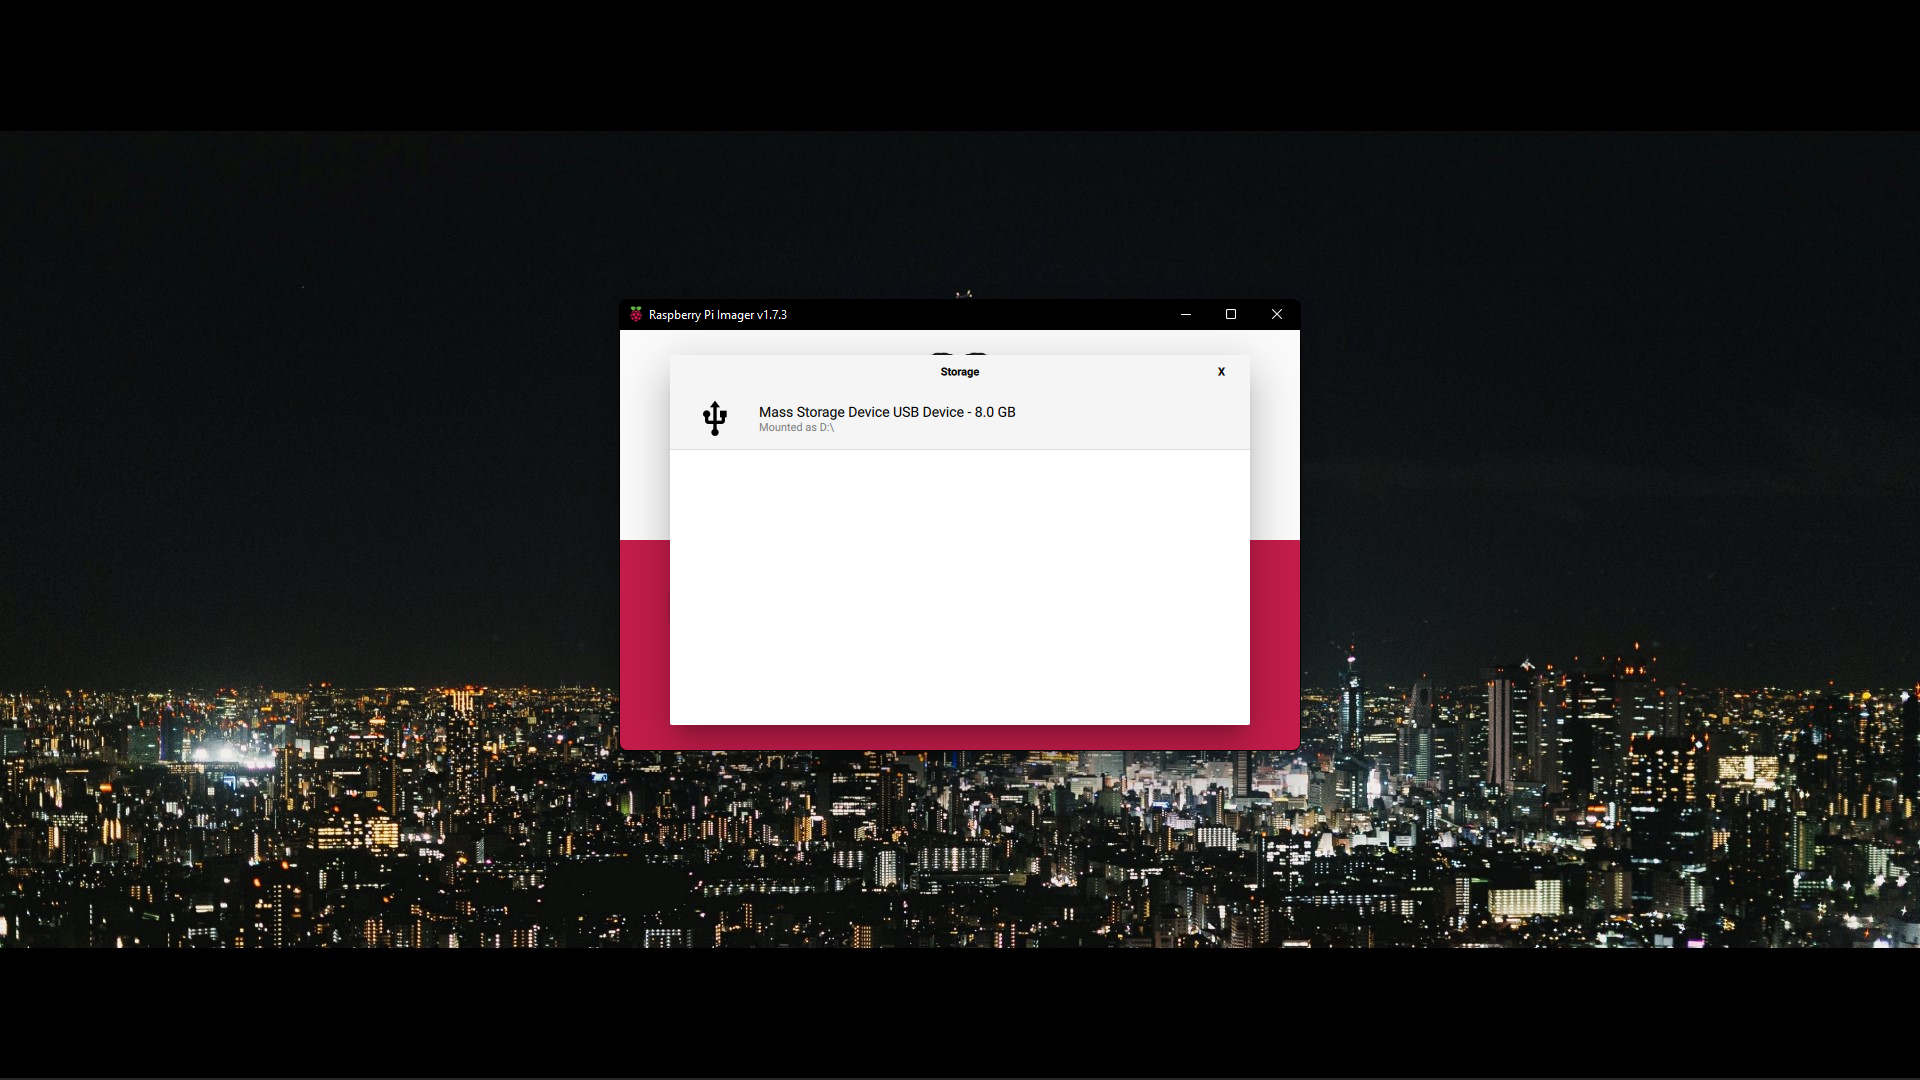 Raspberry Pi Imager v1.7.3
Storage
X
Mass Storage Device USB Device - 8.0 GB
Mounted as D:\